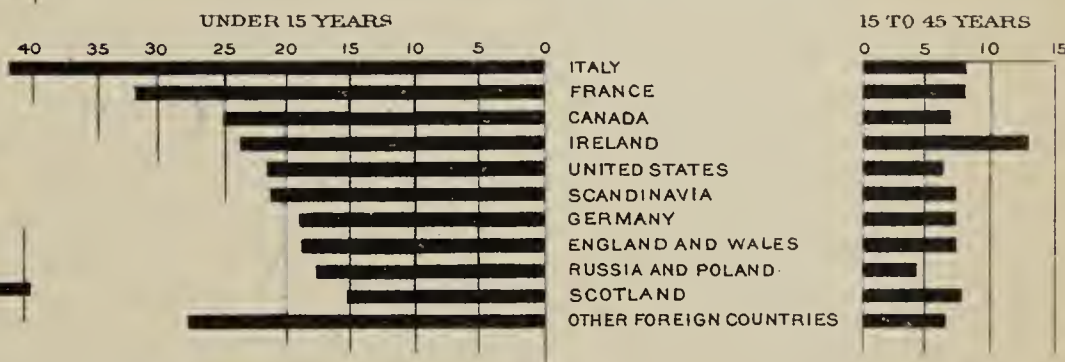 UNDER 15 YEARS
15 TO 45 YEARS
40 35 30 25 20 15 10 5 0
0 5 10 15
ITALY
FRANCE
CANADA
IRELAND
UNITED STATES
SCANDINAVIA
GERMANY
ENGLAND AND WALES
RUSSIA AND POLAND
SCOTLAND
OTHER FOREIGN COUNTRIES